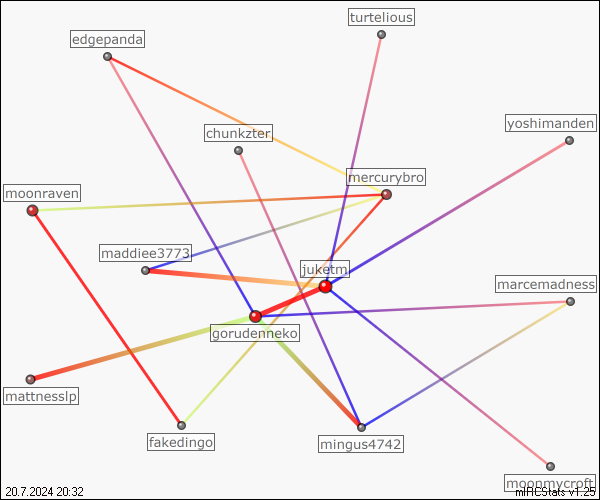 turtelious
edgepanda
yoshimanden
chunkzter
mercurybro
moonraven
maddiee3773
juketm
marcemadness
gorudenneko
mattnesslp
fakedingo
mingus4742
moonmycroft
20.7.2024 20:32
mIRCStats v1.25